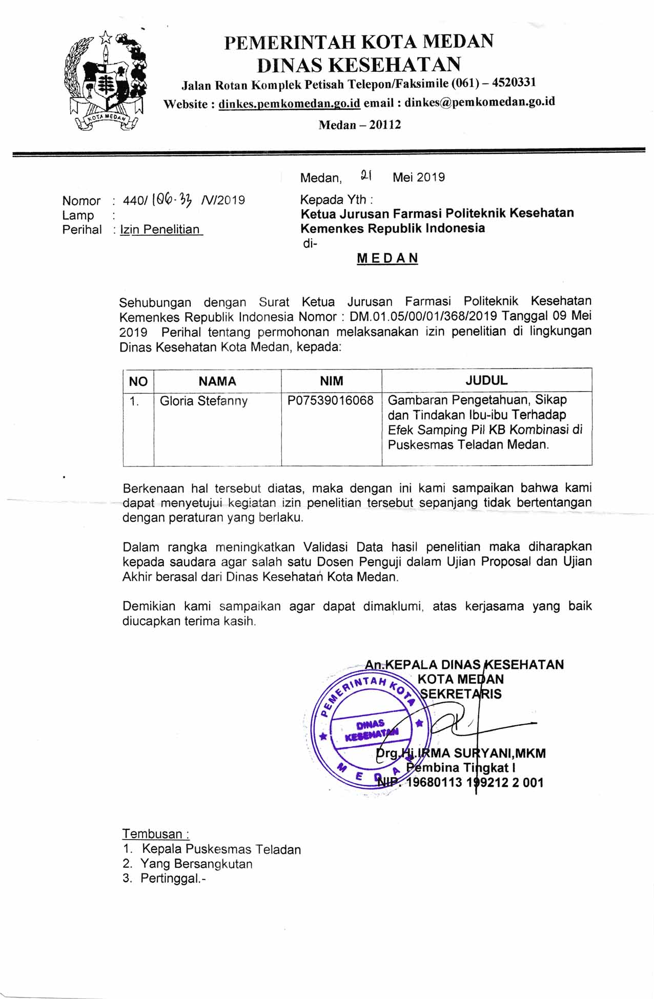 PEMERINTAH KOTA MEDAN
DINAS KESEHATAN
Jalan Rotan Komplek Petisah Telepon/Faksimile (061) – 4520331
Website : dinkes.pemkomedan.go.id email : dinkes@pemkomedan.go.id
Medan – 20112
KOTA MEDAN
Medan, 21 Mei 2019
Nomor : 440/ 106.33 /V/2019
Lamp :
Perihal : Izin Penelitian
Kepada Yth :
Ketua Jurusan Farmasi Politeknik Kesehatan
Kemenkes Republik Indonesia
di-
M E D A N
Sehubungan dengan Surat Ketua Jurusan Farmasi Politeknik Kesehatan
Kemenkes Republik Indonesia Nomor : DM.01.05/00/01/368/2019 Tanggal 09 Mei
2019 Perihal tentang permohonan melaksanakan izin penelitian di lingkungan
Dinas Kesehatan Kota Medan, kepada:
NO NAMA NIM JUDUL
1. Gloria Stefanny P07539016068 Gambaran Pengetahuan, Sikap
dan Tindakan Ibu-ibu Terhadap
Efek Samping Pil KB Kombinasi di
Puskesmas Teladan Medan.
Berkenaan hal tersebut diatas, maka dengan ini kami sampaikan bahwa kami
dapat menyetujui kegiatan izin penelitian tersebut sepanjang tidak bertentangan
dengan peraturan yang berlaku.
Dalam rangka meningkatkan Validasi Data hasil penelitian maka diharapkan
kepada saudara agar salah satu Dosen Penguji dalam Ujian Proposal dan Ujian
Akhir berasal dari Dinas Kesehatan Kota Medan.
Demikian kami sampaikan agar dapat dimaklumi, atas kerjasama yang baik
diucapkan terima kasih.
An.KEPALA DINAS KESEHATAN
KOTA MEDAN
SEKRETARIS
PEMERINTAH KOTA
DINAS
KESEHATAN
MEDAN
Drg.Hj.IRMA SURYANI,MKM
Pembina Tingkat I
NIP. 19680113 199212 2 001
Tembusan :
1. Kepala Puskesmas Teladan
2. Yang Bersangkutan
3. Pertinggal.-